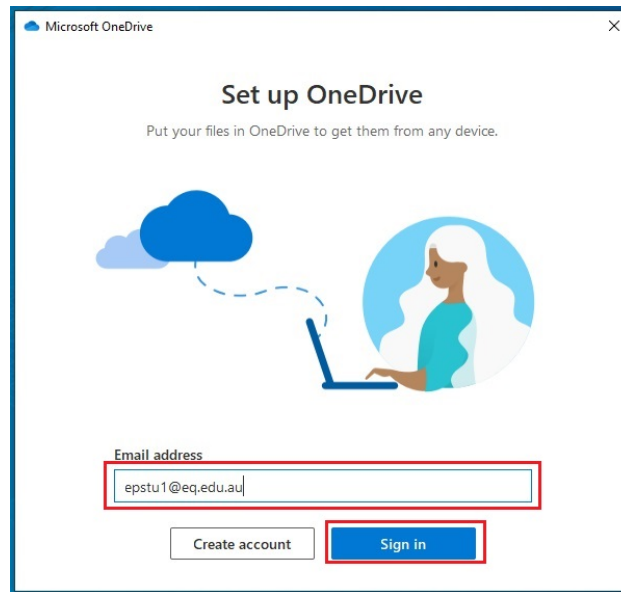 Microsoft OneDrive
Set up OneDrive
Put your files in OneDrive to get them from any device.
Email address
epstu1@eq.edu.au
Create account
Sign in